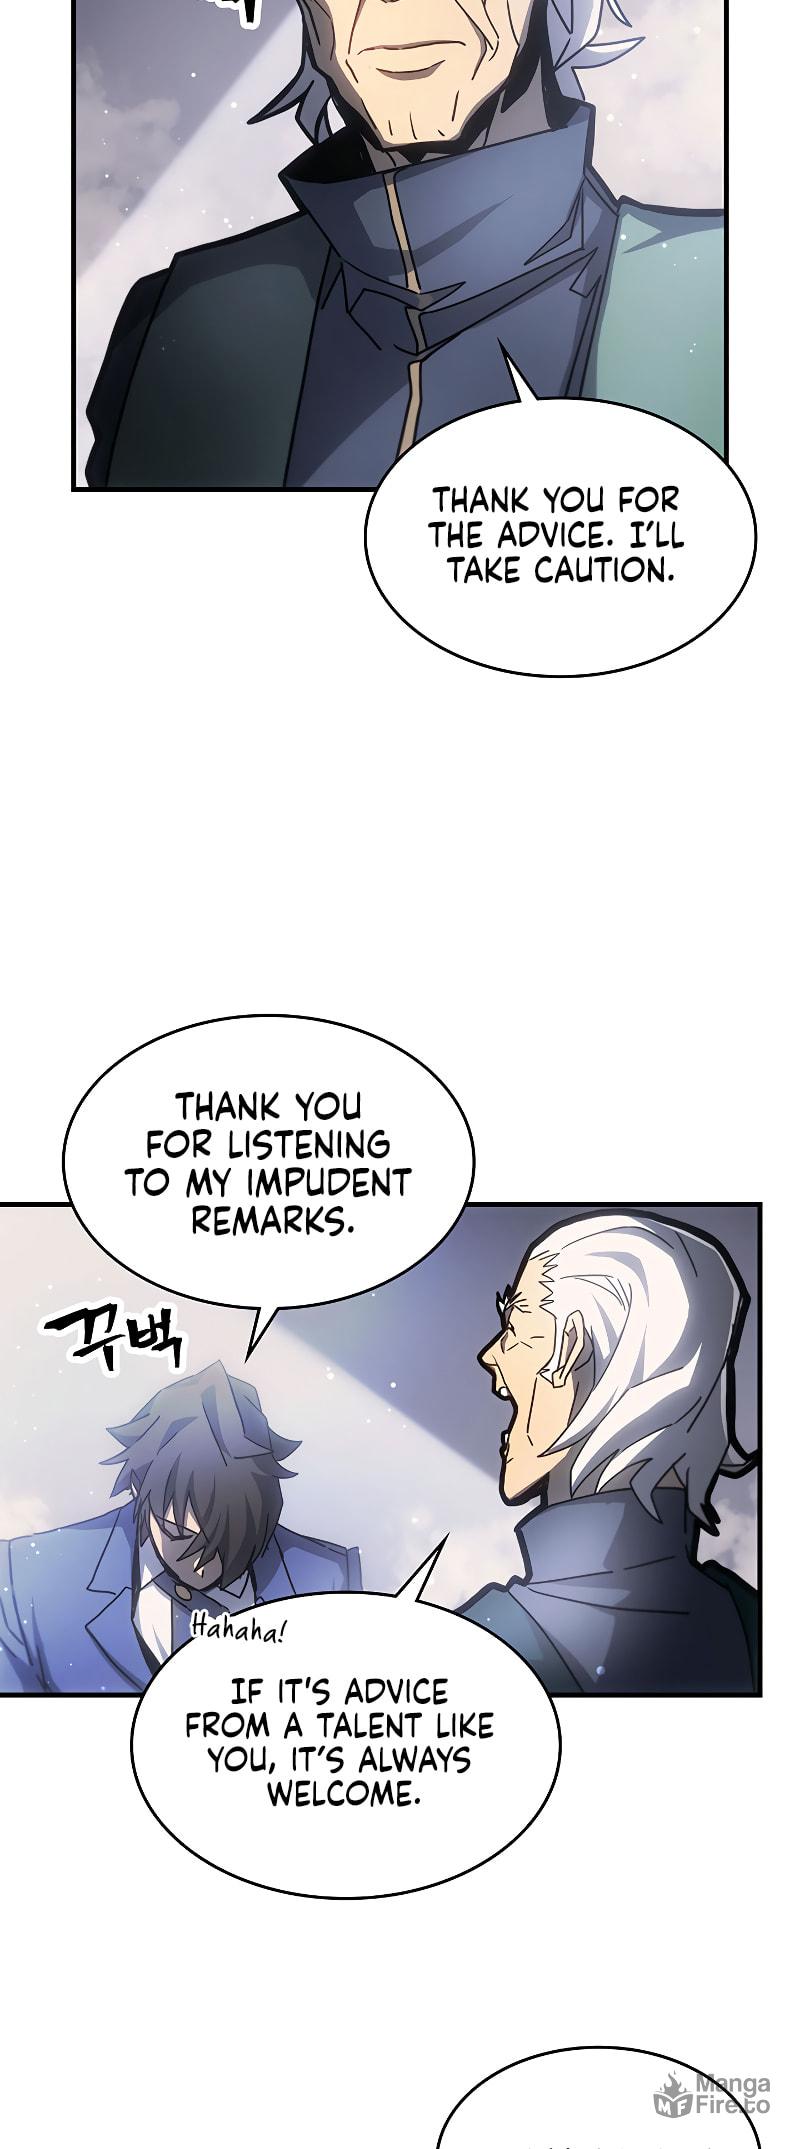 THANK YOU FOR
THE ADVICE. I'LL
TAKE CAUTION.
THANK YOU
FOR LISTENING
TO MY IMPUDENT
REMARKS.
꾸벅
Hahaha!
IF IT'S ADVICE
FROM A TALENT LIKE
YOU, IT'S ALWAYS
WELCOME.
Manga
Fire.to